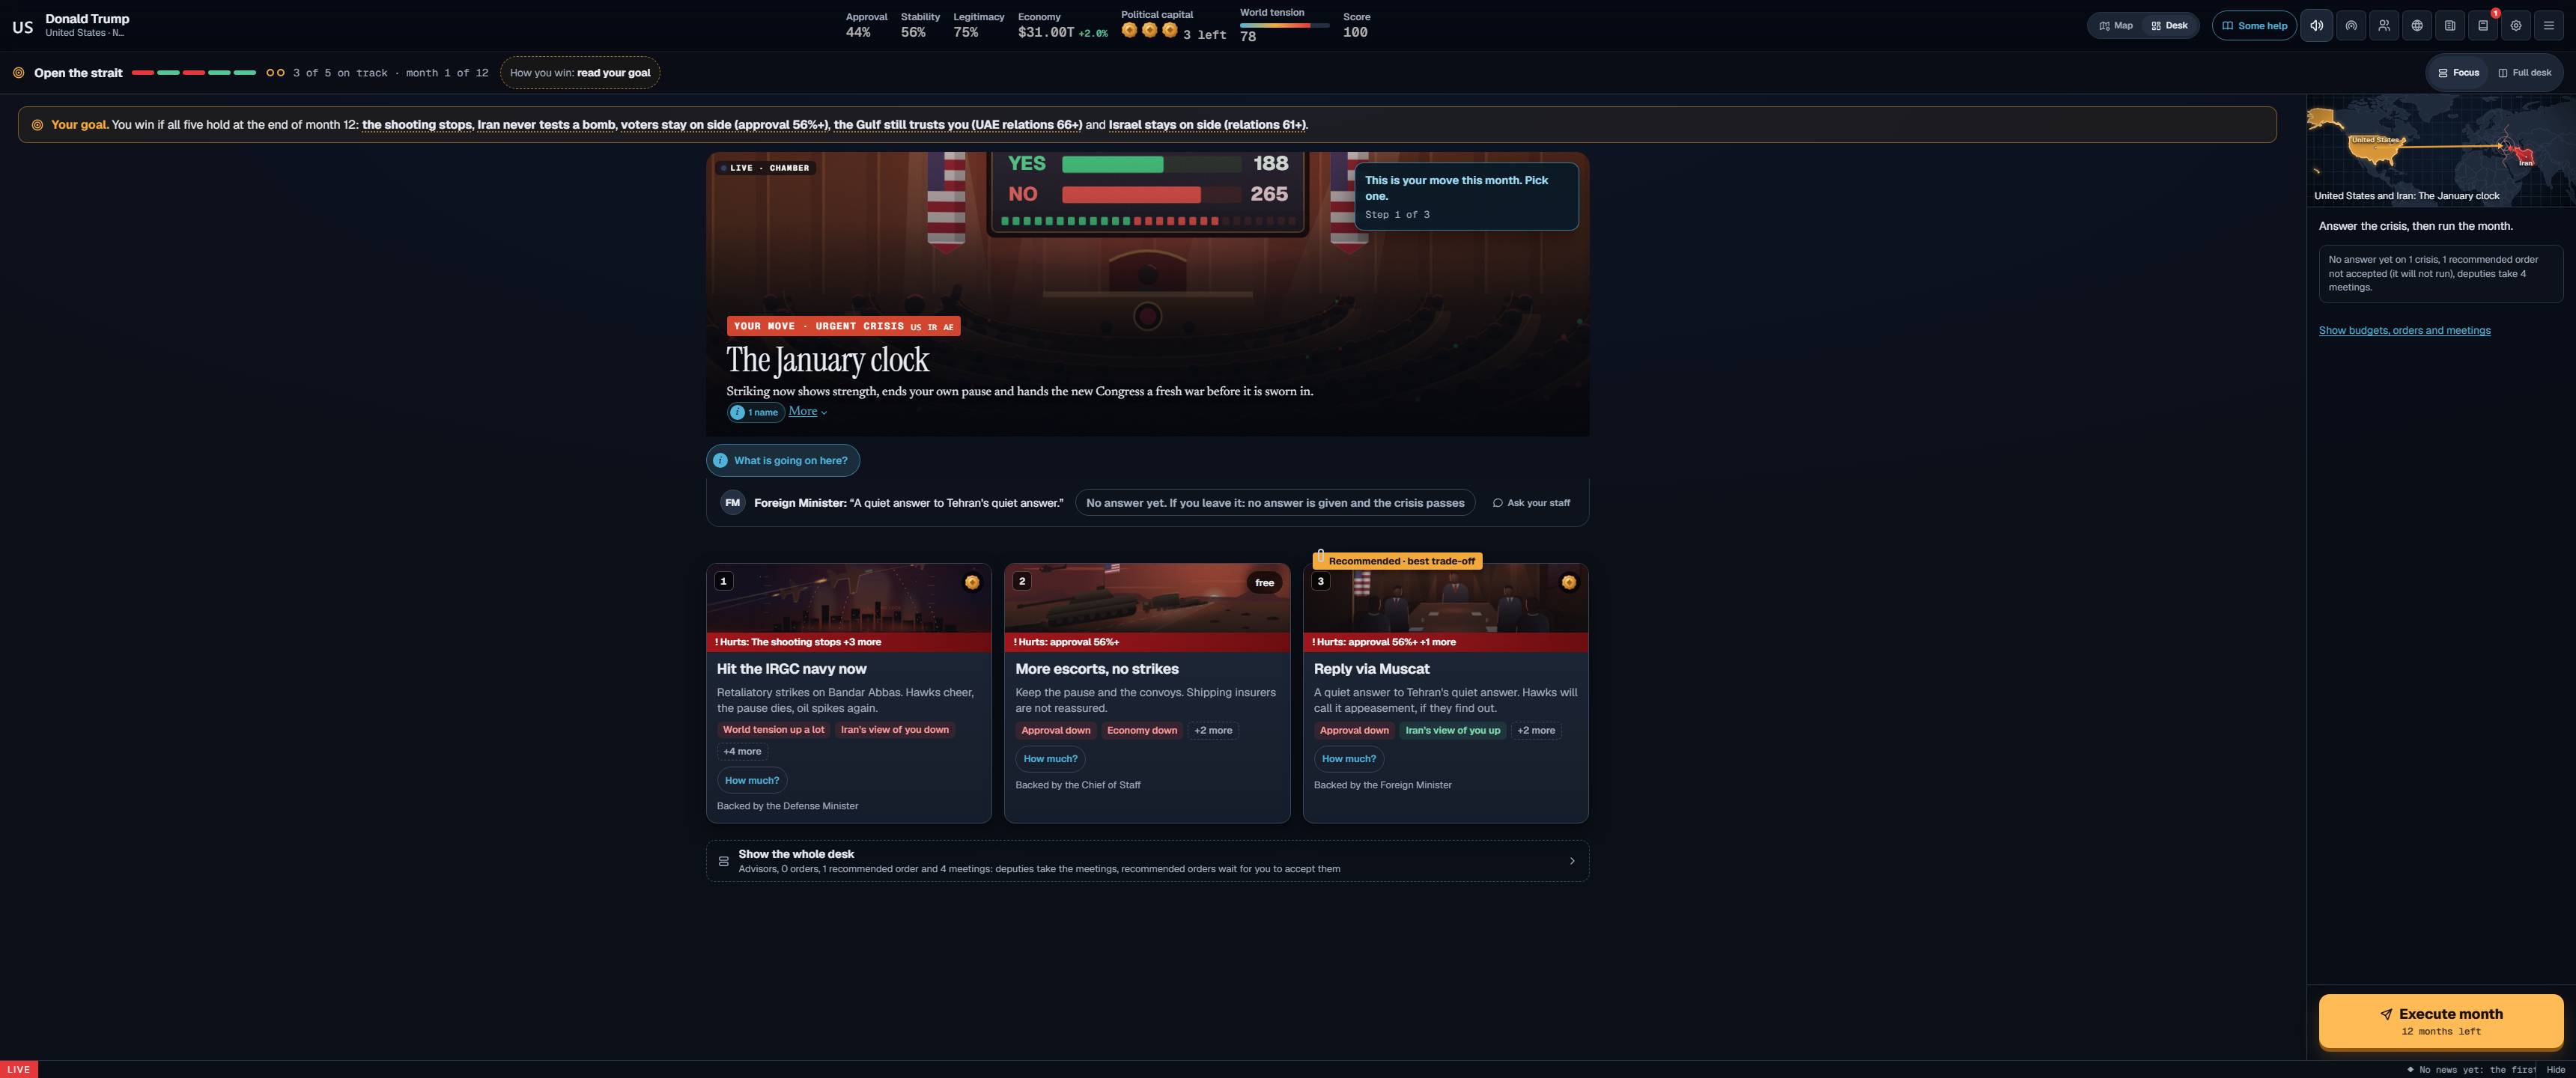 US
Donald Trump
United States · N...
Approval
44%
Stability
56%
Legitimacy
75%
Economy
$31.00T +2.0%
Political capital
3 left
World tension
78
Score
100
Map
Desk
Some help
1
Open the strait
3 of 5 on track · month 1 of 12
How you win: read your goal
Focus
Full desk
Your goal. You win if all five hold at the end of month 12: the shooting stops, Iran never tests a bomb, voters stay on side (approval 56%+), the Gulf still trusts you (UAE relations 66+) and Israel stays on side (relations 61+).
LIVE · CHAMBER
YES 188
NO 265
This is your move this month. Pick
one.
Step 1 of 3
YOUR MOVE · URGENT CRISIS US IR AE
The January clock
Striking now shows strength, ends your own pause and hands the new Congress a fresh war before it is sworn in.
i 1 name More
i What is going on here?
FM Foreign Minister: “A quiet answer to Tehran's quiet answer.”
No answer yet. If you leave it: no answer is given and the crisis passes
Ask your staff
1
! Hurts: The shooting stops +3 more
Hit the IRGC navy now
Retaliatory strikes on Bandar Abbas. Hawks cheer,
the pause dies, oil spikes again.
World tension up a lot
Iran's view of you down
+4 more
How much?
Backed by the Defense Minister
2
free
! Hurts: approval 56%+
More escorts, no strikes
Keep the pause and the convoys. Shipping insurers
are not reassured.
Approval down
Economy down
+2 more
How much?
Backed by the Chief of Staff
Recommended · best trade-off
3
! Hurts: approval 56%+ +1 more
Reply via Muscat
A quiet answer to Tehran's quiet answer. Hawks will
call it appeasement, if they find out.
Approval down
Iran's view of you up
+2 more
How much?
Backed by the Foreign Minister
Show the whole desk
Advisors, 0 orders, 1 recommended order and 4 meetings: deputies take the meetings, recommended orders wait for you to accept them
United States
Iran
United States and Iran: The January clock
Answer the crisis, then run the month.
No answer yet on 1 crisis, 1 recommended order
not accepted (it will not run), deputies take 4
meetings.
Show budgets, orders and meetings
Execute month
12 months left
LIVE
No news yet: the first
Hide